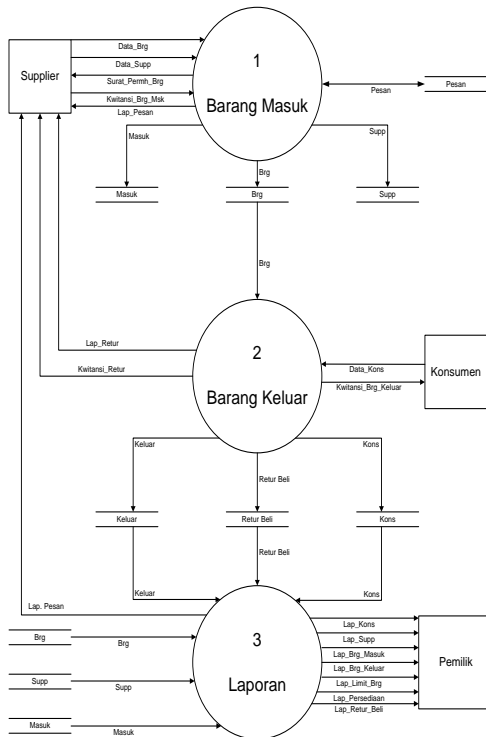 Supplier
Data_Brg
Data_Supp
Surat_Permh_Brg
Kwitansi_Brg_Msk
Lap_Pesan
1
Barang Masuk
Pesan
Pesan
Masuk
Supp
Brg
Masuk
Brg
Supp
Brg
Lap_Retur
Kwitansi_Retur
2
Barang Keluar
Data_Kons
Kwitansi_Brg_Keluar
Konsumen
Keluar
Retur Beli
Kons
Keluar
Retur Beli
Kons
Retur Beli
Keluar
Kons
Lap. Pesan
Brg
Brg
Supp
Supp
Masuk
Masuk
3
Laporan
Lap_Kons
Lap_Supp
Lap_Brg_Masuk
Lap_Brg_Keluar
Lap_Limit_Brg
Lap_Persediaan
Lap_Retur_Beli
Pemilik